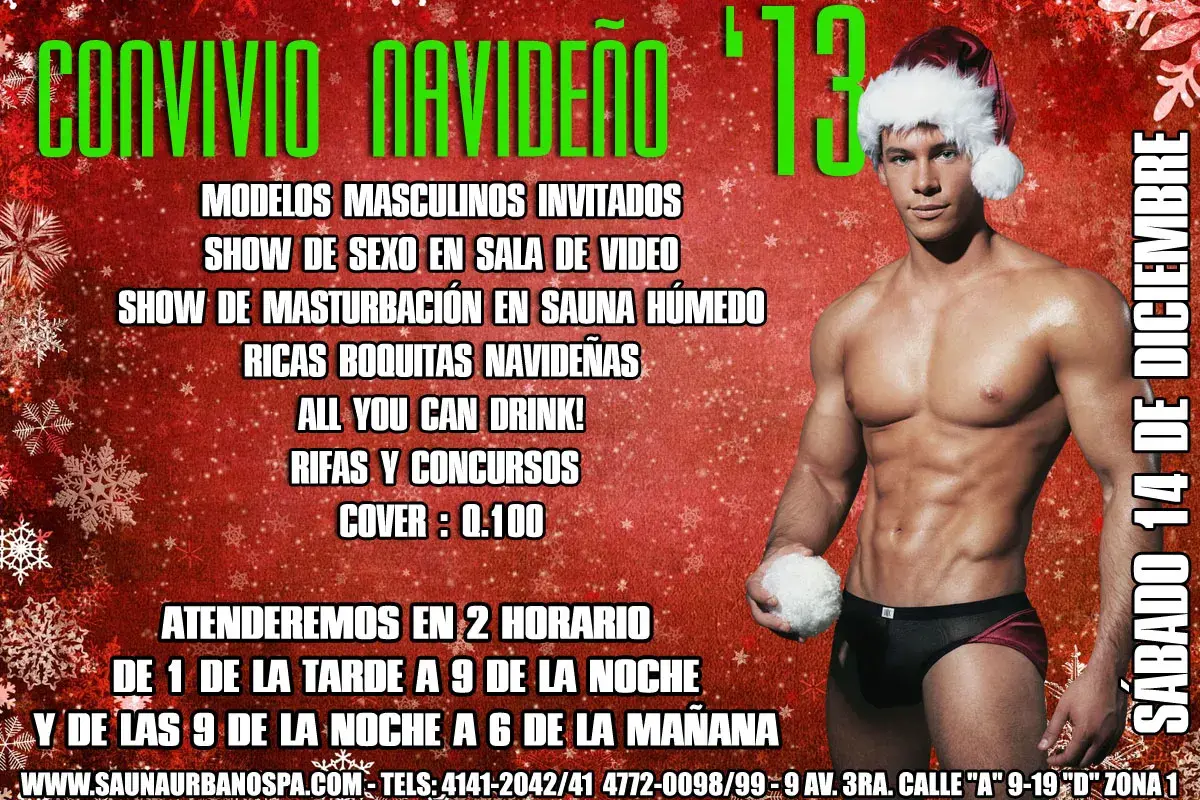 CONVIVIO NAVIDEÑO '13
MODELOS MASCULINOS INVITADOS
SHOW DE SEXO EN SALA DE VIDEO
SHOW DE MASTURBACIÓN EN SAUNA HÚMEDO
RICAS BOQUITAS NAVIDEÑAS
ALL YOU CAN DRINK!
RIFAS Y CONCURSOS
COVER : Q.100
ATENDEREMOS EN 2 HORARIO
DE 1 DE LA TARDE A 9 DE LA NOCHE
Y DE LAS 9 DE LA NOCHE A 6 DE LA MAÑANA
SÁBADO 14 DE DICIEMBRE
WWW.SAUNAURBANOSPA.COM - TELS: 4141-2042/41 4772-0098/99 - 9 AV. 3RA. CALLE "A" 9-19 "D" ZONA 1